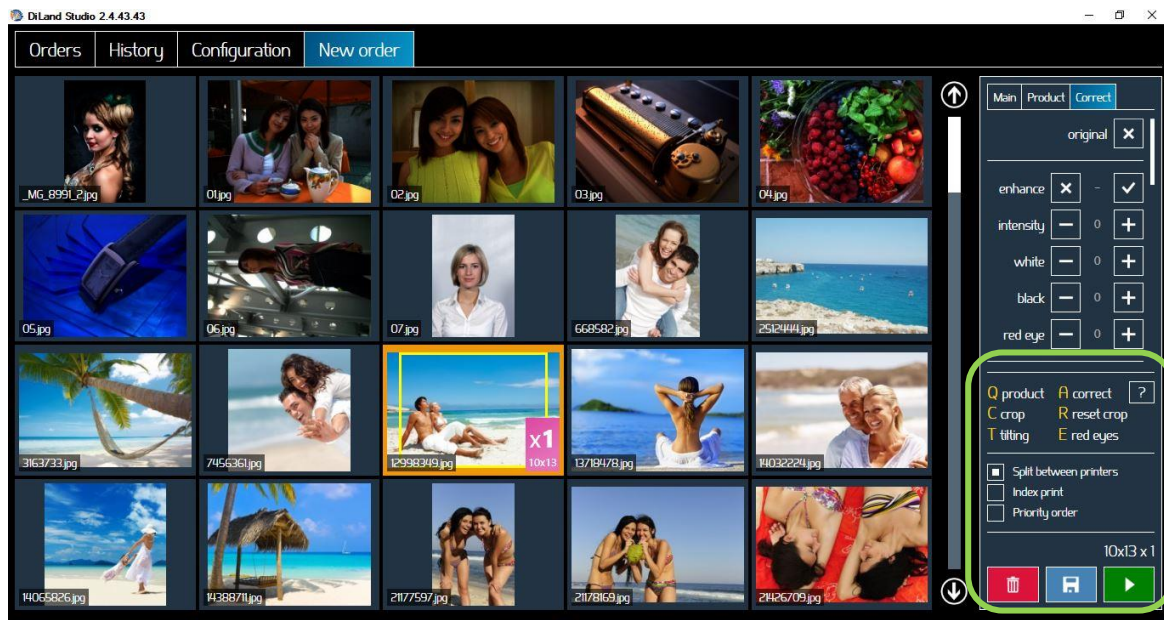 DiLand Studio 2.4.43.43
Orders History Configuration New order
_MG_8991_2.jpg
01.jpg
02.jpg
03.jpg
04.jpg
05.jpg
06.jpg
07.jpg
668582.jpg
2512444.jpg
3163733.jpg
7456361.jpg
12998349.jpg
x1
10x13
13718478.jpg
14032224.jpg
14065826.jpg
14388711.jpg
21177597.jpg
21178169.jpg
21426709.jpg
Main Product Correct
original
enhance -
intensity 0
white 0
black 0
red eye 0
Q product A correct ?
C crop R reset crop
T tilting E red eyes
Split between printers
Index print
Priority order
10x13 x 1